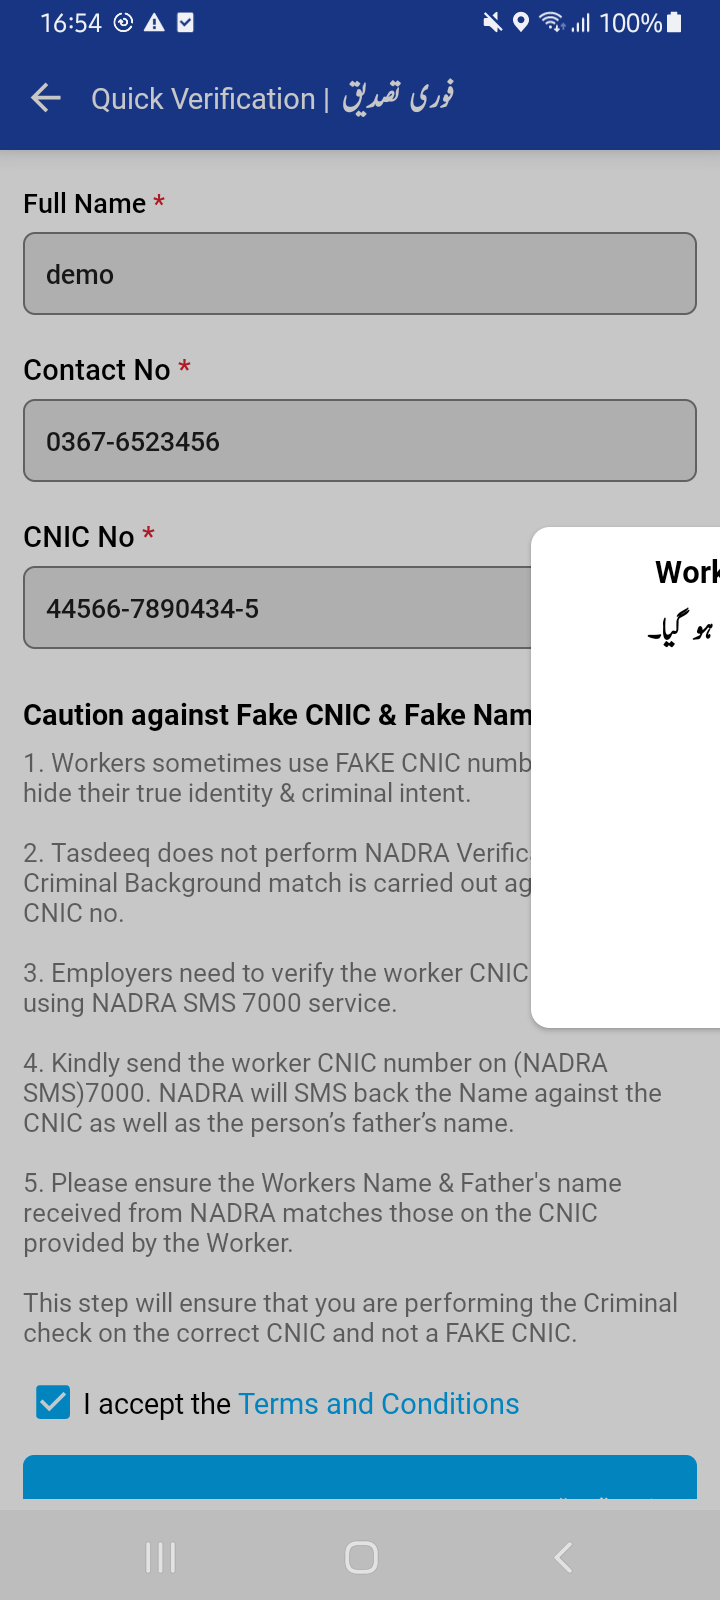 16:54
100%
Quick Verification | فوری تصدیق
Full Name *
demo
Contact No *
0367-6523456
CNIC No *
44566-7890434-5
ہو گیا۔
Caution against Fake CNIC & Fake
1. Workers sometimes use FAKE CNIC
hide their true identity & criminal intent.
2. Tasdeeq does not perform NADRA
Criminal Background match is carried out
CNIC no.
3. Employers need to verify the worker CNIC
using NADRA SMS 7000 service.
4. Kindly send the worker CNIC number on (NADRA
SMS)7000. NADRA will SMS back the Name against the
CNIC as well as the person’s father’s name.
5. Please ensure the Workers Name & Father's name
received from NADRA matches those on the CNIC
provided by the Worker.
This step will ensure that you are performing the Criminal
check on the correct CNIC and not a FAKE CNIC.
I accept the Terms and Conditions